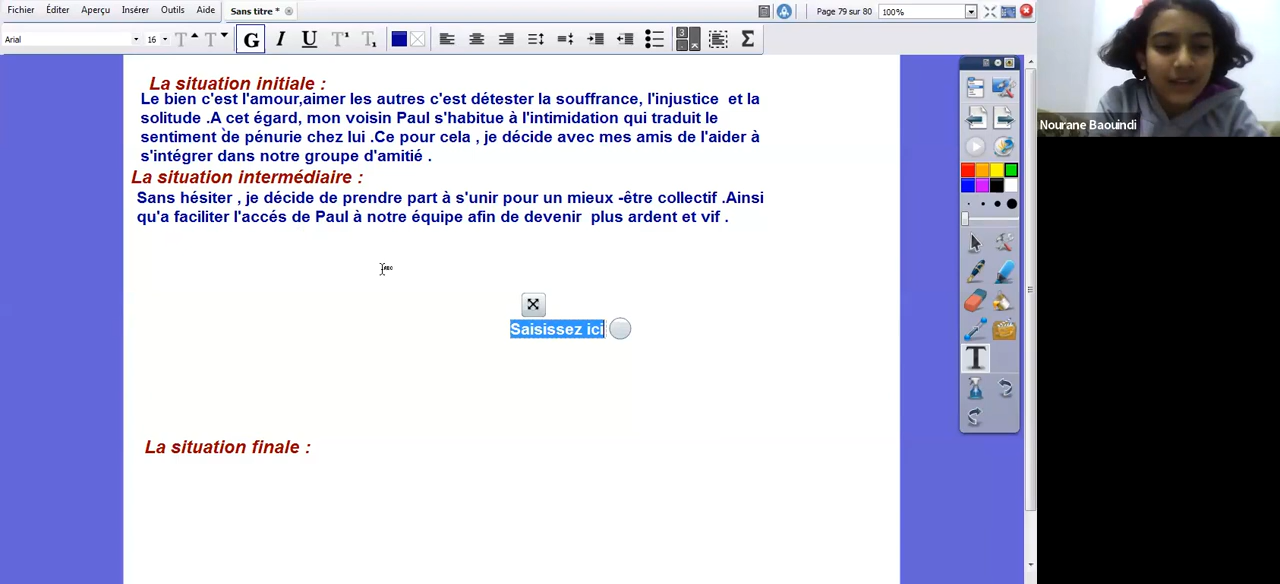 Fichier Éditer Aperçu Insérer Outils Aide Sans titre * Page 79 sur 80 100%
Arial 16 G I U
La situation initiale :
Le bien c'est l'amour,aimer les autres c'est détester la souffrance, l'injustice et la
solitude .A cet égard, mon voisin Paul s'habitue à l'intimidation qui traduit le
sentiment de pénurie chez lui .Ce pour cela , je décide avec mes amis de l'aider à
s'intégrer dans notre groupe d'amitié .
La situation intermédiaire :
Sans hésiter , je décide de prendre part à s'unir pour un mieux -être collectif .Ainsi
qu'a faciliter l'accés de Paul à notre équipe afin de devenir plus ardent et vif .
Saisissez ici
La situation finale :
Nourane Baouindi